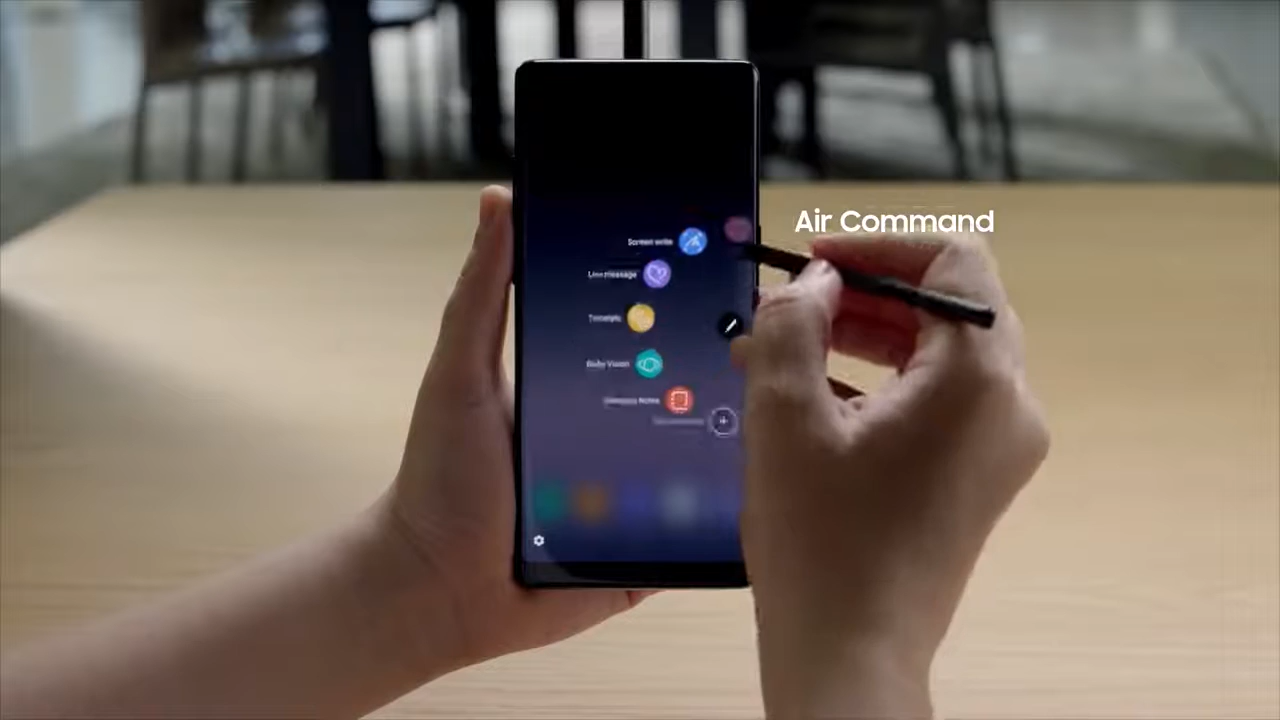 Air Command
Screen write
Live message
Translate
Bixby Vision
Samsung Notes